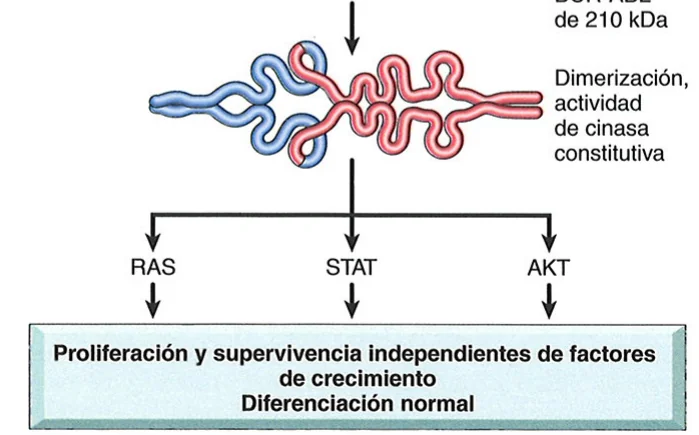 de 210 kDa
Dimerización,
actividad
de cinasa
constitutiva
RAS
STAT
AKT
Proliferación y supervivencia independientes de factores
de crecimiento
Diferenciación normal